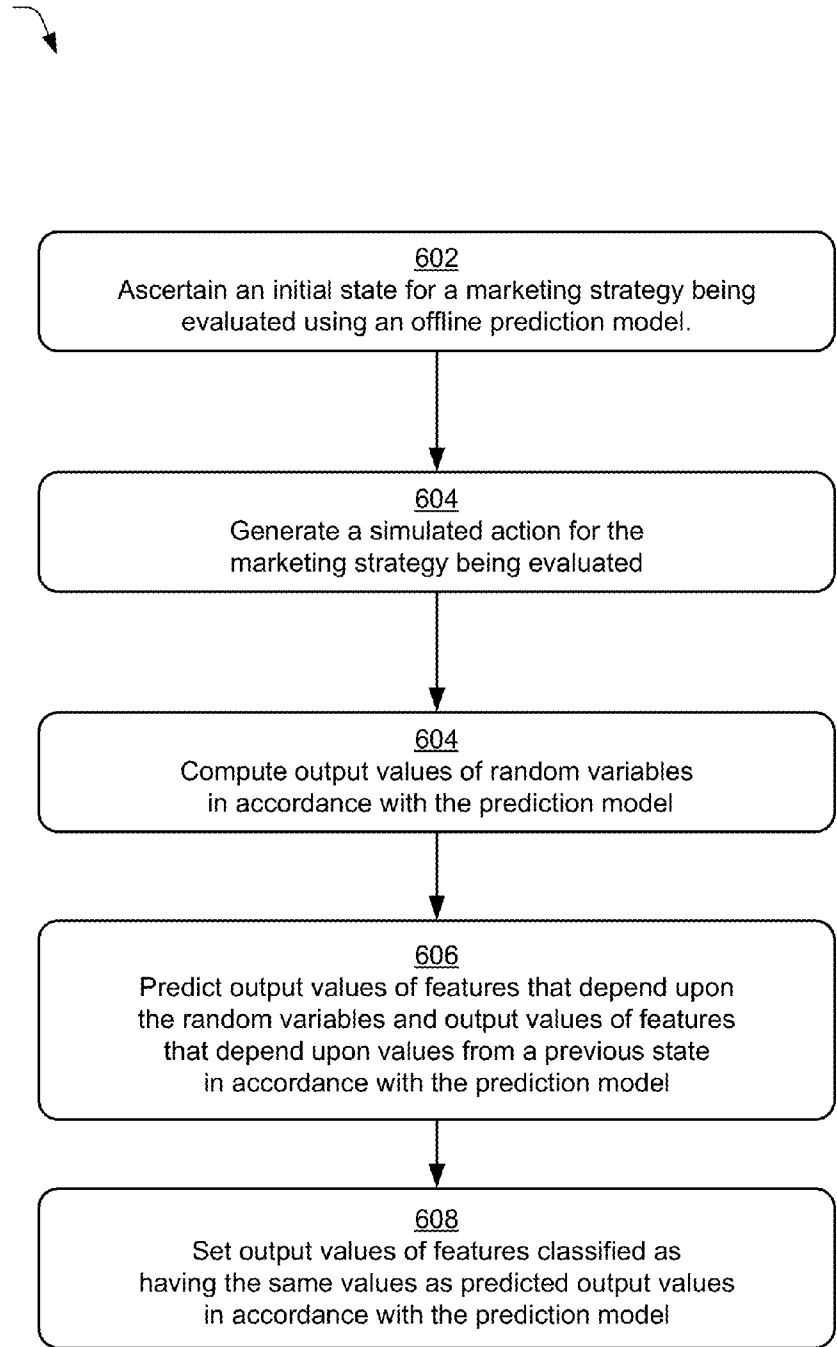 602
Ascertain an initial state for a marketing strategy being
evaluated using an offline prediction model.
604
Generate a simulated action for the
marketing strategy being evaluated
604
Compute output values of random variables
in accordance with the prediction model
606
Predict output values of features that depend upon
the random variables and output values of features
that depend upon values from a previous state
in accordance with the prediction model
608
Set output values of features classified as
having the same values as predicted output values
in accordance with the prediction model